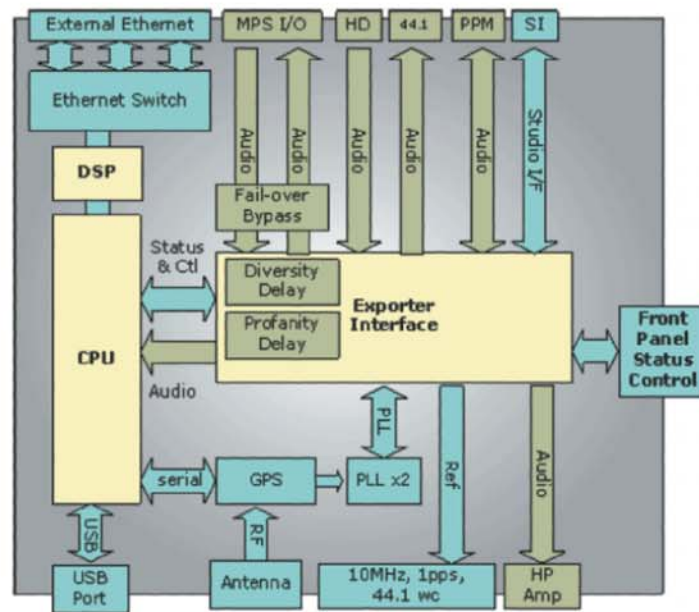 External Ethernet
MPS I/O
HD
44.1
PPM
SI
Ethernet Switch
Audio
Audio
Audio
Audio
Audio
Studio I/F
DSP
Fail-over
Bypass
Status
& Ctl
Diversity
Delay
Exporter
Interface
Profanity
Delay
CPU
Front
Panel
Status
Control
Audio
PLL
Ref
Audio
serial
GPS
PLL x2
USB
RF
USB
Port
Antenna
10MHz, 1pps,
44.1 wc
HP
Amp